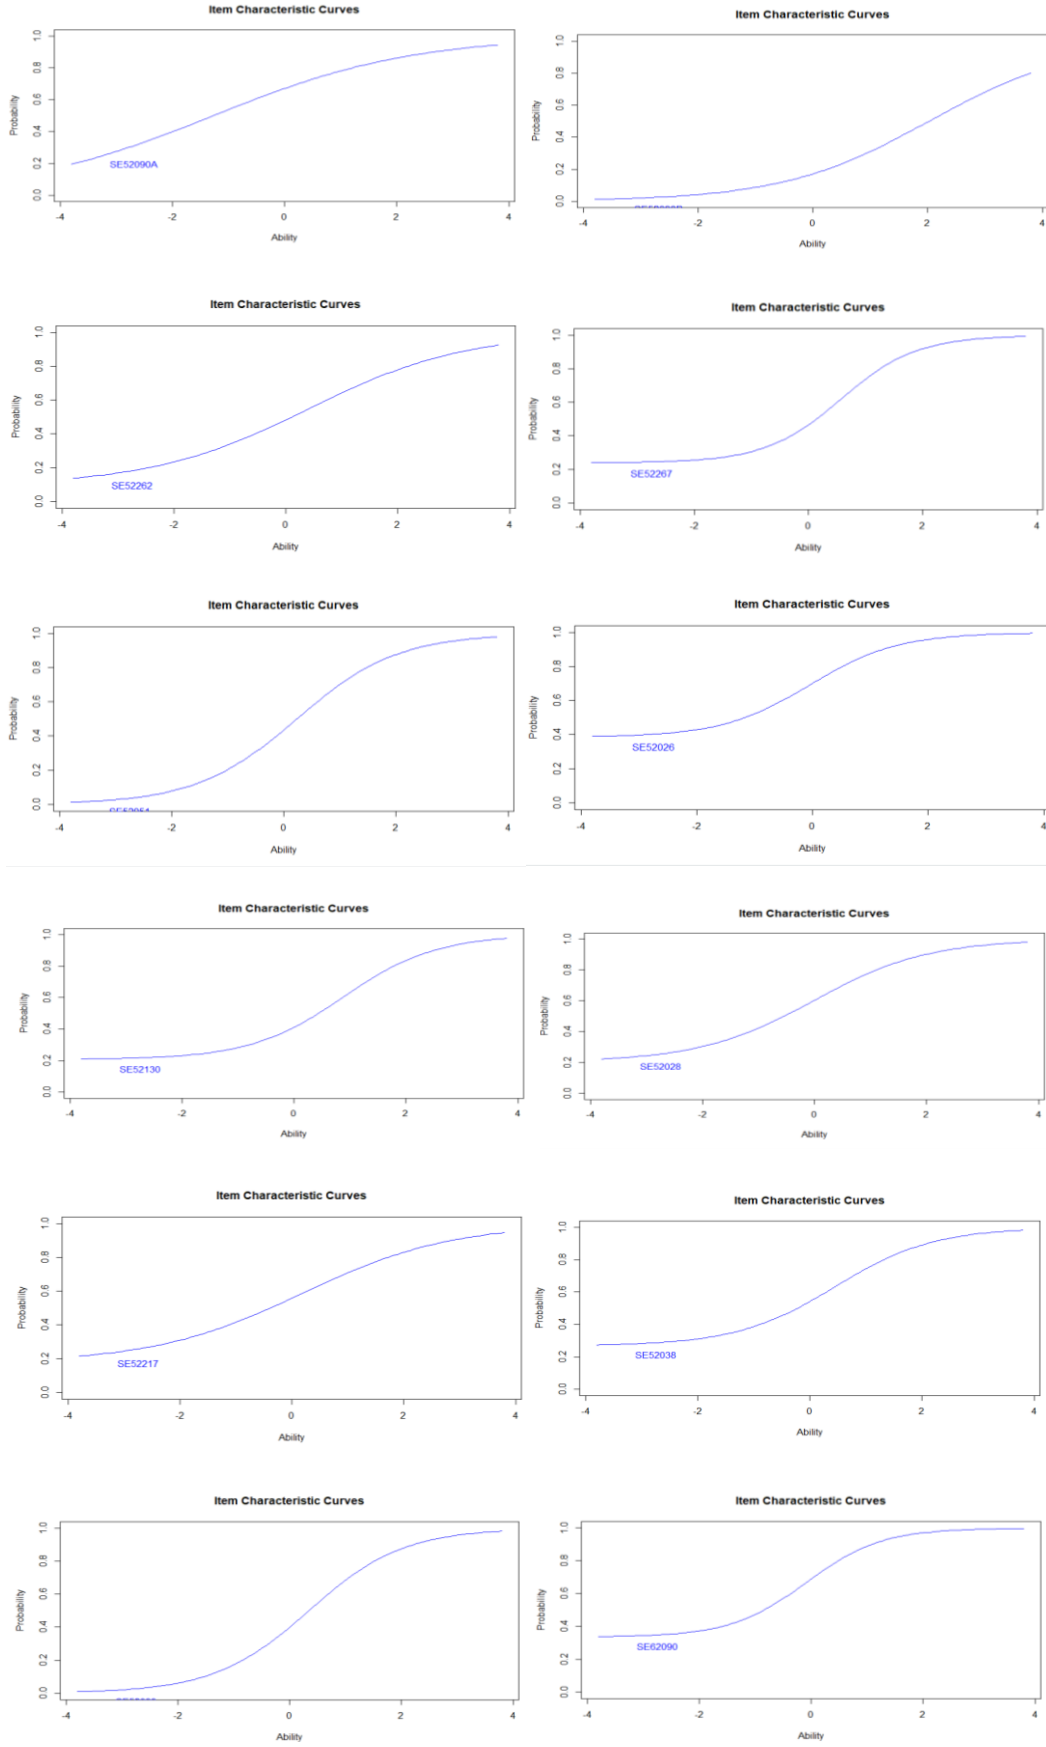 Item Characteristic Curves
Probability
0.0 0.2 0.4 0.6 0.8 1.0
SE52090A
-4 -2 0 2 4
Ability
Item Characteristic Curves
Probability
0.0 0.2 0.4 0.6 0.8 1.0
-4 -2 0 2 4
Ability
Item Characteristic Curves
Probability
0.0 0.2 0.4 0.6 0.8 1.0
SE52262
-4 -2 0 2 4
Ability
Item Characteristic Curves
Probability
0.0 0.2 0.4 0.6 0.8 1.0
SE52267
-4 -2 0 2 4
Ability
Item Characteristic Curves
Probability
0.0 0.2 0.4 0.6 0.8 1.0
-4 -2 0 2 4
Ability
Item Characteristic Curves
Probability
0.0 0.2 0.4 0.6 0.8 1.0
SE52026
-4 -2 0 2 4
Ability
Item Characteristic Curves
Probability
0.0 0.2 0.4 0.6 0.8 1.0
SE52130
-4 -2 0 2 4
Ability
Item Characteristic Curves
Probability
0.0 0.2 0.4 0.6 0.8 1.0
SE52028
-4 -2 0 2 4
Ability
Item Characteristic Curves
Probability
0.0 0.2 0.4 0.6 0.8 1.0
SE52217
-4 -2 0 2 4
Ability
Item Characteristic Curves
Probability
0.0 0.2 0.4 0.6 0.8 1.0
SE52038
-4 -2 0 2 4
Ability
Item Characteristic Curves
Probability
0.0 0.2 0.4 0.6 0.8 1.0
-4 -2 0 2 4
Ability
Item Characteristic Curves
Probability
0.0 0.2 0.4 0.6 0.8 1.0
SE62090
-4 -2 0 2 4
Ability